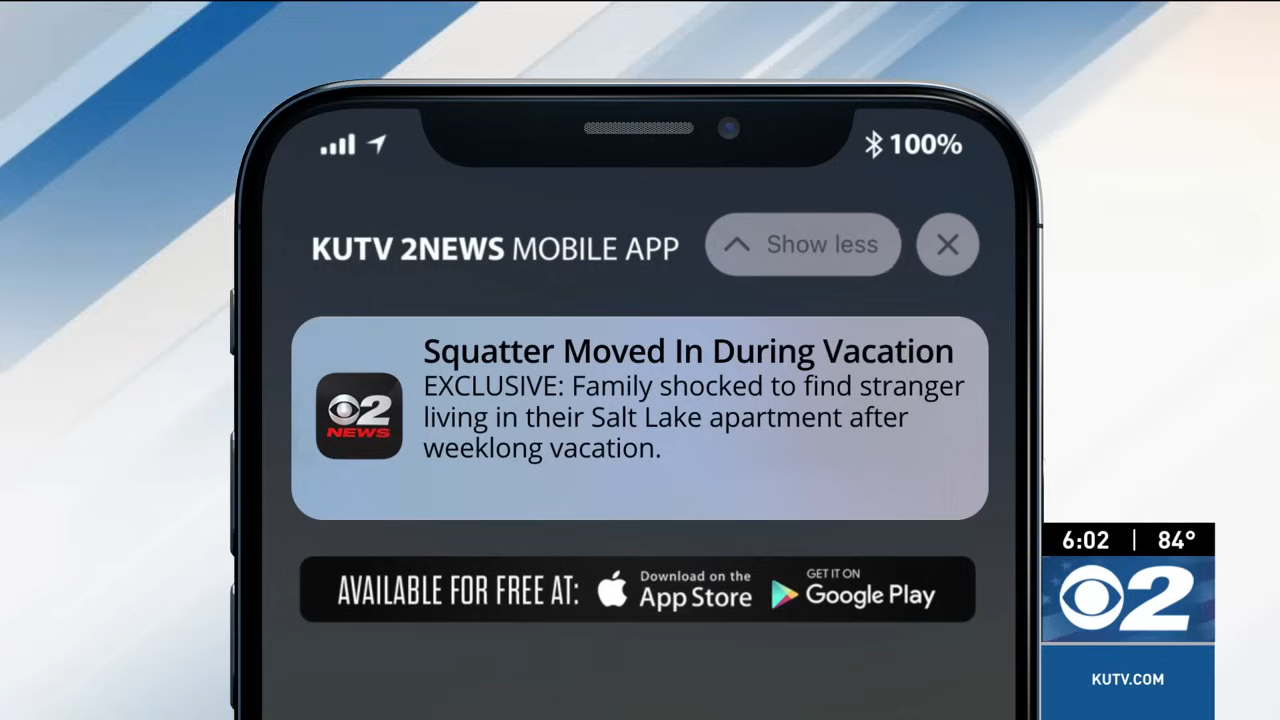 100%
KUTV 2NEWS MOBILE APP
Show less
Squatter Moved In During Vacation
EXCLUSIVE: Family shocked to find stranger
living in their Salt Lake apartment after
weeklong vacation.
2
NEWS
AVAILABLE FOR FREE AT:
Download on the
App Store
GET IT ON
Google Play
6:02 | 84°
2
KUTV.COM